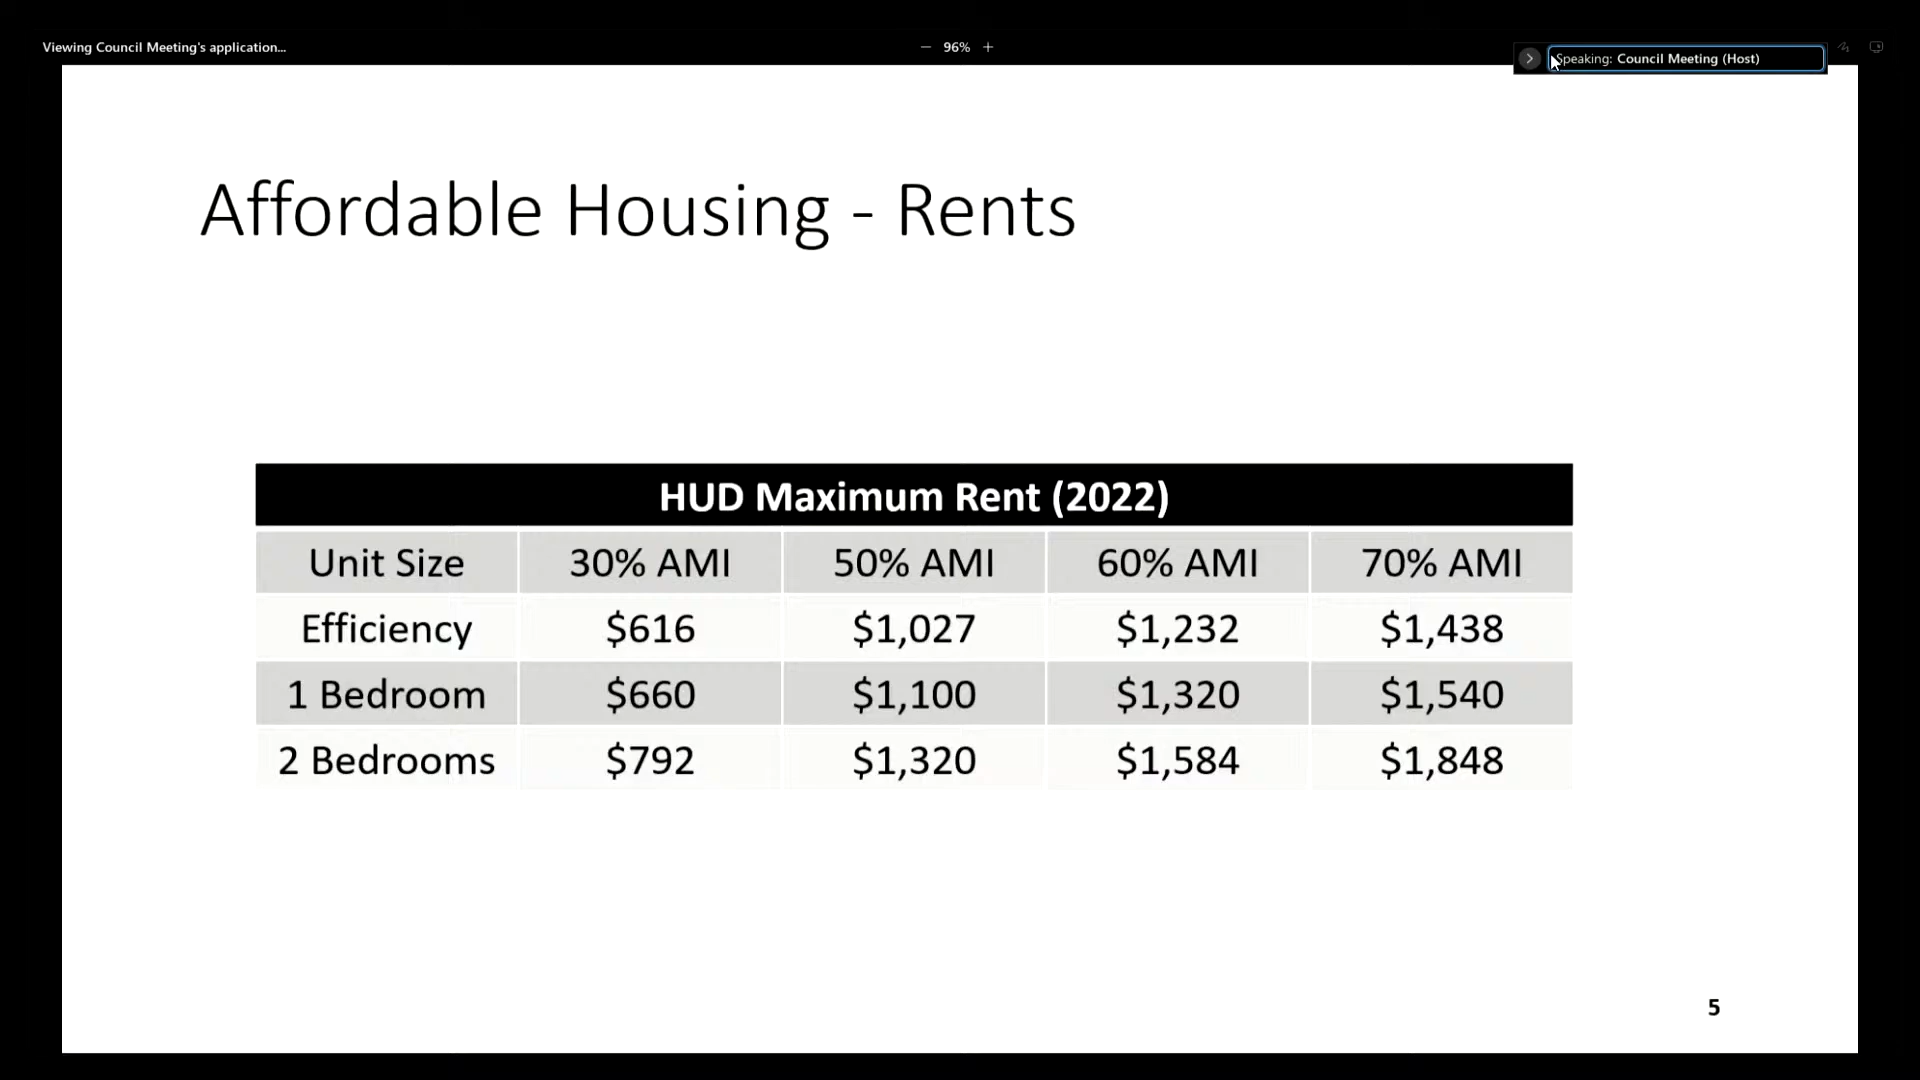 Viewing Council Meeting's application...
96%
Speaking: Council Meeting (Host)
Affordable Housing - Rents
HUD Maximum Rent (2022)
Unit Size 30% AMI 50% AMI 60% AMI 70% AMI
Efficiency $616 $1,027 $1,232 $1,438
1 Bedroom $660 $1,100 $1,320 $1,540
2 Bedrooms $792 $1,320 $1,584 $1,848
5